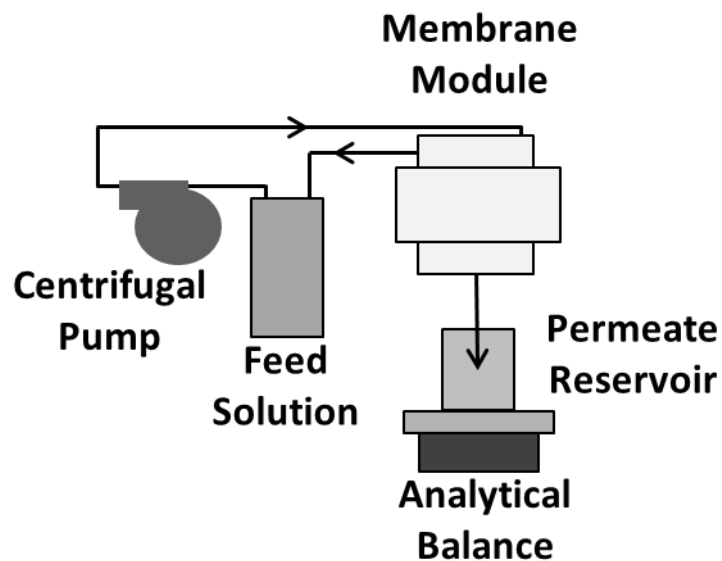 Membrane
Module
Centrifugal
Pump
Feed
Solution
Permeate
Reservoir
Analytical
Balance